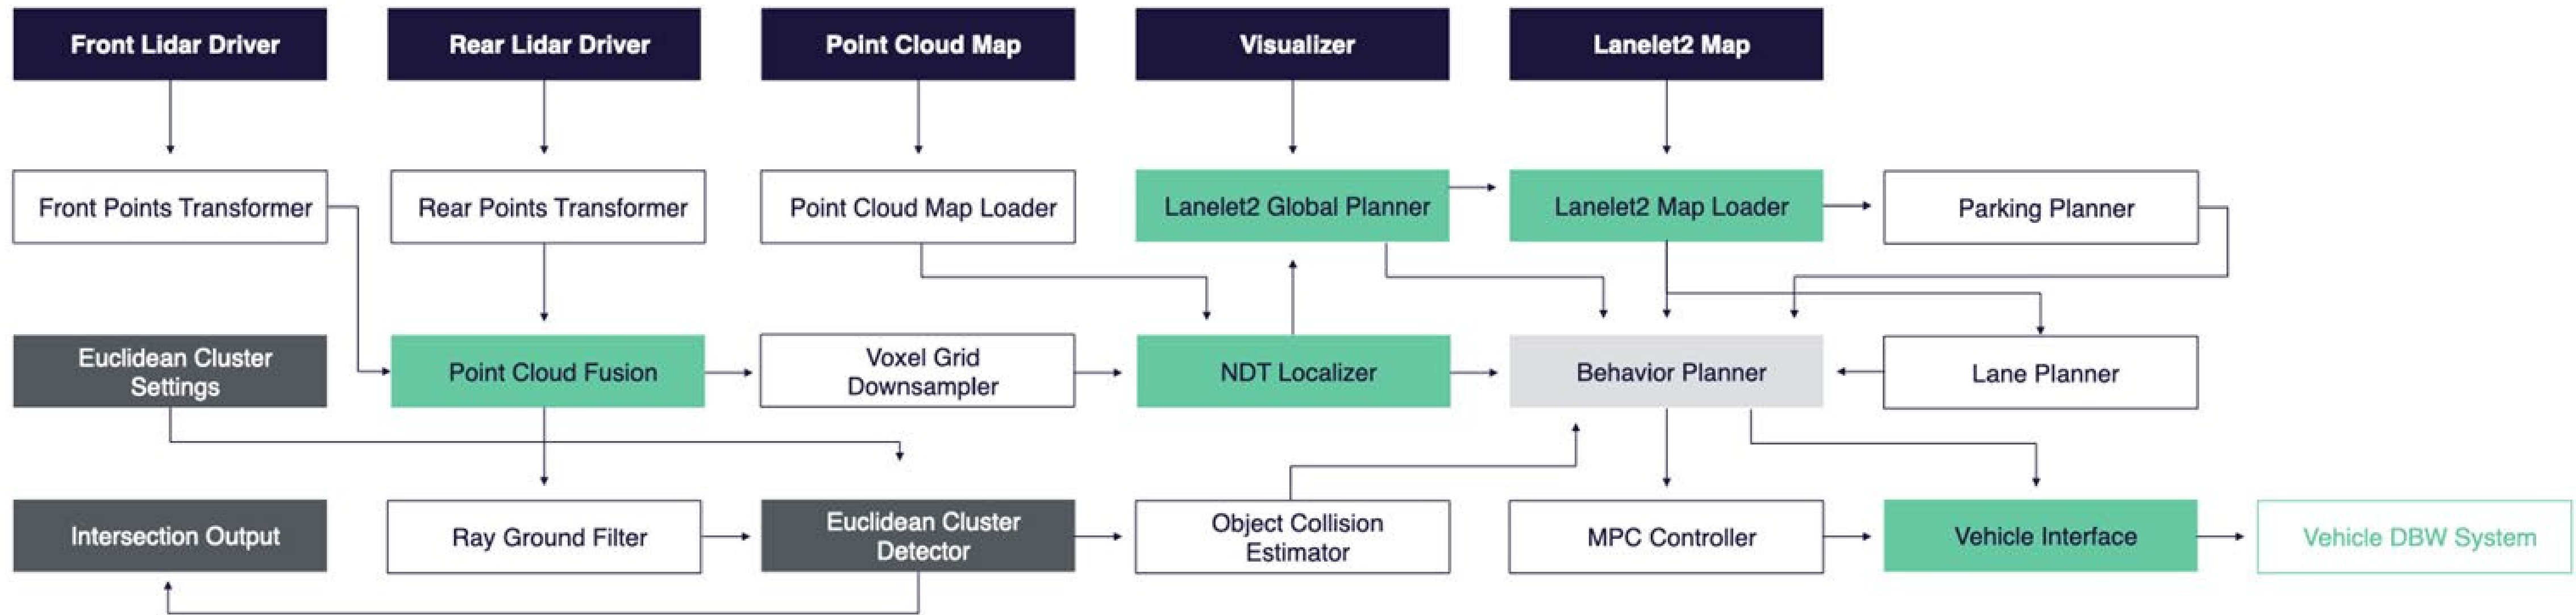 Front Lidar Driver
Rear Lidar Driver
Point Cloud Map
Visualizer
Lanelet2 Map
Front Points Transformer
Rear Points Transformer
Point Cloud Map Loader
Lanelet2 Global Planner
Lanelet2 Map Loader
Parking Planner
Euclidean Cluster
Settings
Point Cloud Fusion
Voxel Grid
Downsampler
NDT Localizer
Behavior Planner
Lane Planner
Intersection Output
Ray Ground Filter
Euclidean Cluster
Detector
Object Collision
Estimator
MPC Controller
Vehicle Interface
Vehicle DBW System